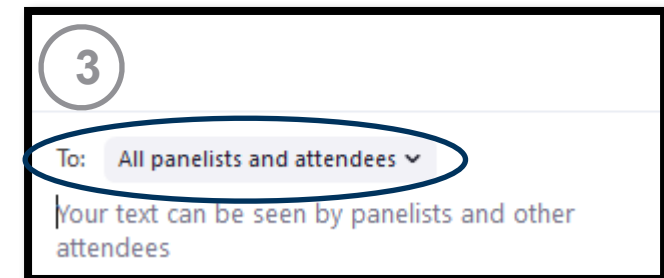 3
To: All panelists and attendees
Your text can be seen by panelists and other
attendees